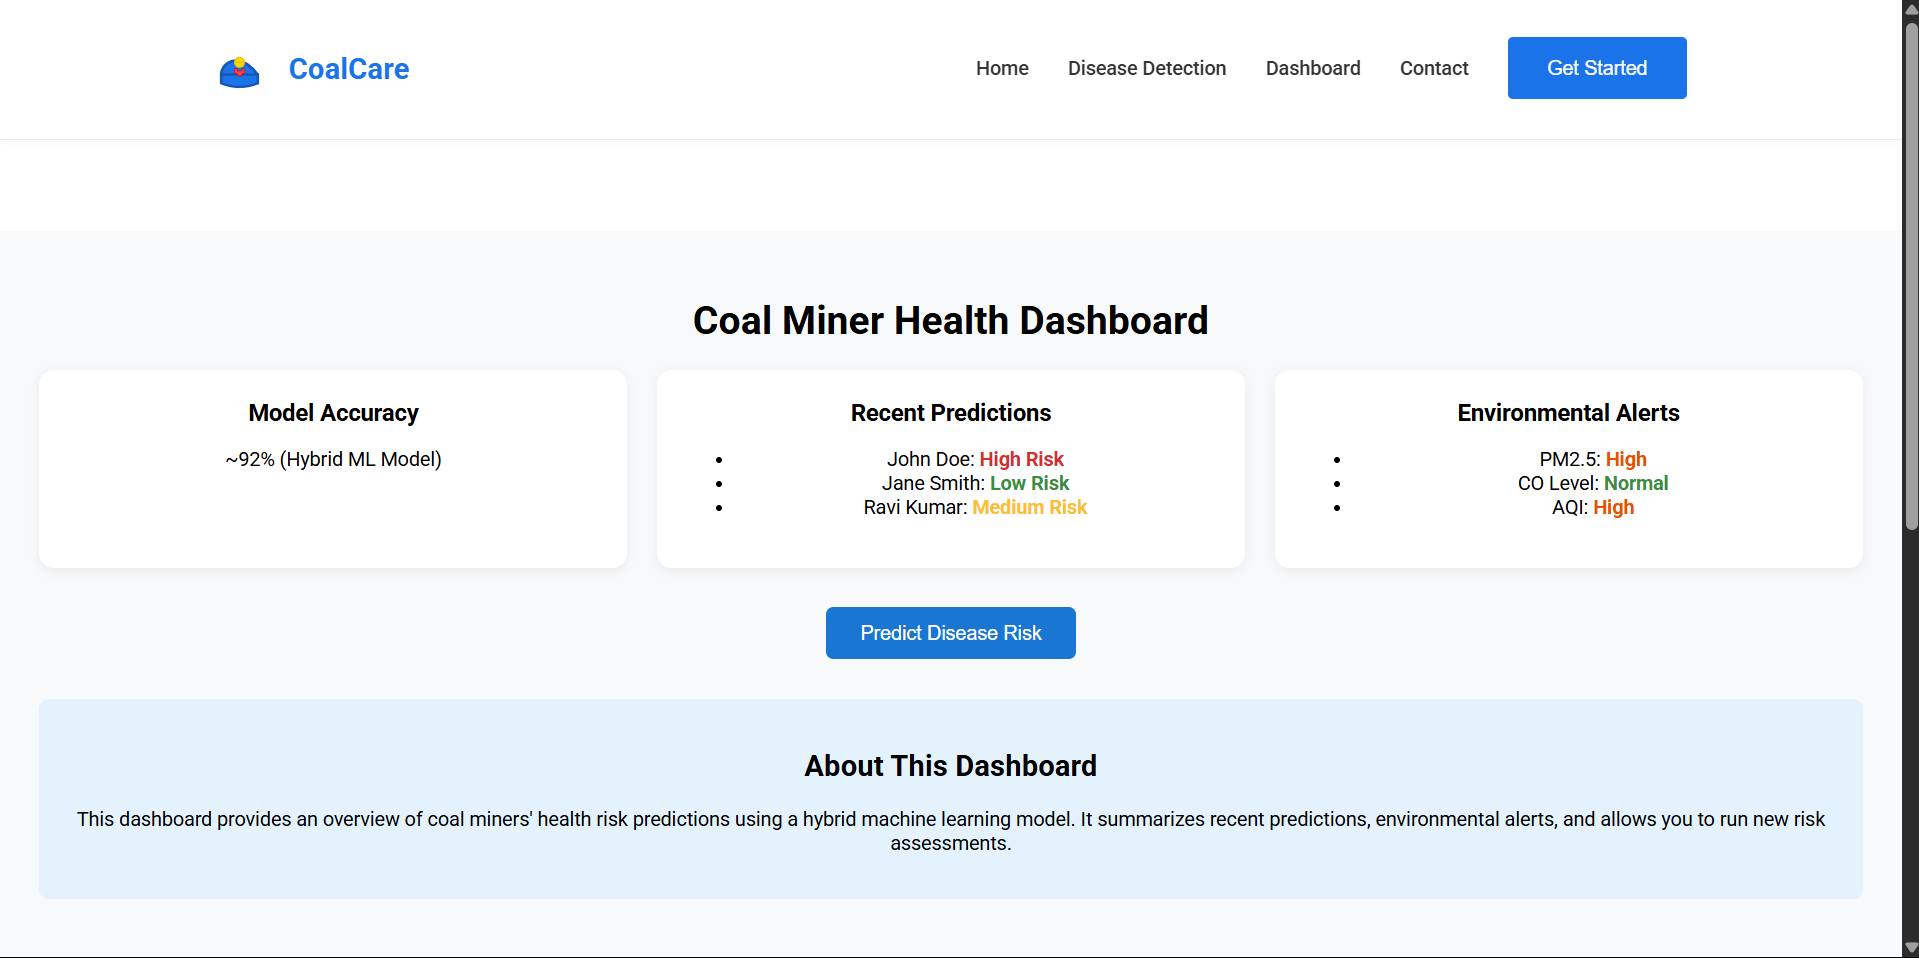 CoalCare
Home
Disease Detection
Dashboard
Contact
Get Started
Coal Miner Health Dashboard
Model Accuracy
~92% (Hybrid ML Model)
Recent Predictions
• John Doe: High Risk
• Jane Smith: Low Risk
• Ravi Kumar: Medium Risk
Environmental Alerts
• PM2.5: High
• CO Level: Normal
• AQI: High
Predict Disease Risk
About This Dashboard
This dashboard provides an overview of coal miners' health risk predictions using a hybrid machine learning model. It summarizes recent predictions, environmental alerts, and allows you to run new risk
assessments.